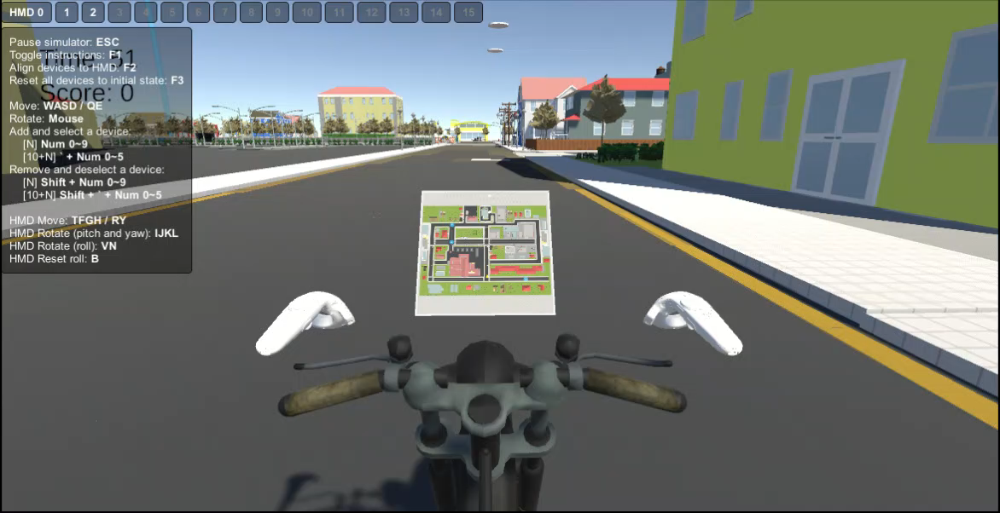 HMD 0 1 2 3 4 5 6 7 8 9 10 11 12 13 14 15
Pause simulator: ESC
Toggle instructions: F1
Align devices to HMD: F2
Reset all devices to initial state: F3
Time: 51
Score: 0
Move: WASD / QE
Rotate: Mouse
Add and select a device:
[N] Num 0~9
[10+N] ` + Num 0~5
Remove and deselect a device:
[N] Shift + Num 0~9
[10+N] Shift + ` + Num 0~5
HMD Move: TFGH / RY
HMD Rotate (pitch and yaw): IJKL
HMD Rotate (roll): VN
HMD Reset roll: B